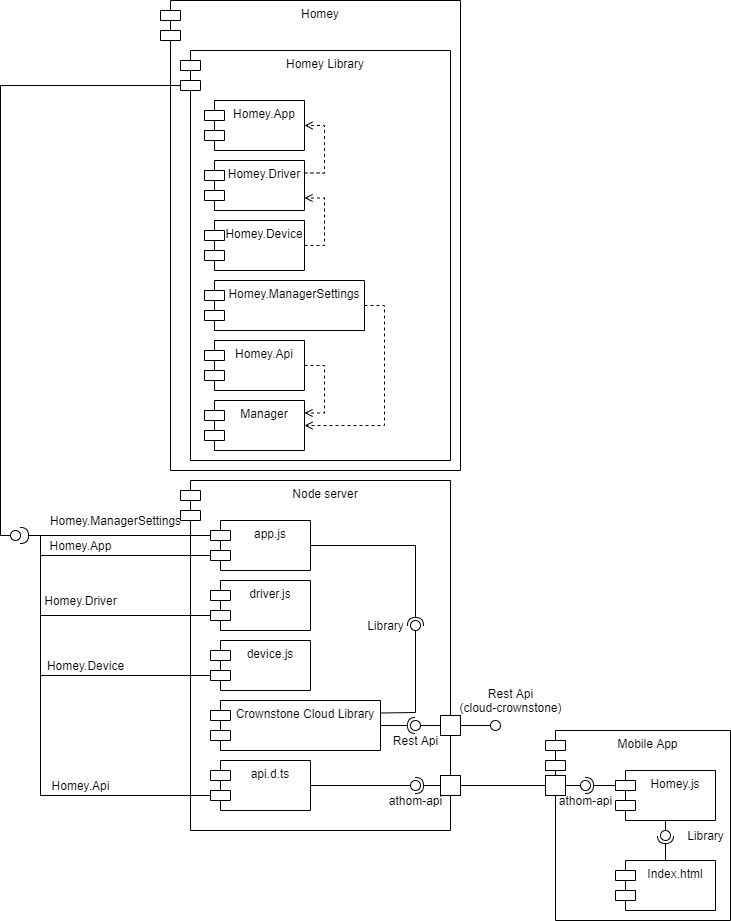 Homey
Homey Library
Homey.App
Homey.Driver
Homey.Device
Homey.ManagerSettings
Homey.Api
Manager
Node server
Homey.ManagerSettings
app.js
Homey.App
driver.js
Homey.Driver
Library
device.js
Homey.Device
Rest Api
(cloud-crownstone)
Crownstone Cloud Library
Rest Api
Mobile App
api.d.ts
Homey.Api
athom-api
athom-api
Homey.js
Library
Index.html